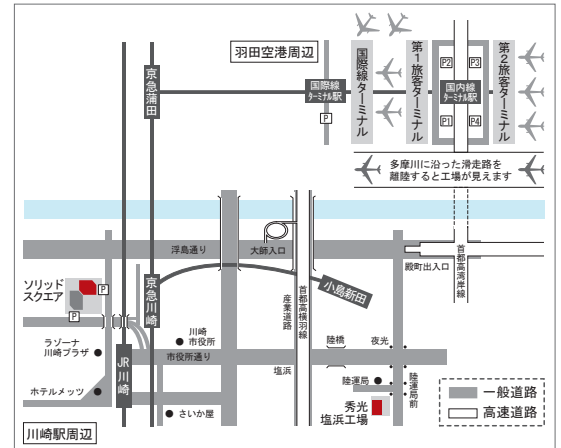 羽田空港周辺
京急蒲田
国際線
ターミナル駅
P
国際線ターミナル
第1旅客ターミナル
P2
P3
国内線
ターミナル駅
P1
P4
第2旅客ターミナル
多摩川に沿った滑走路を
離陸すると工場が見えます
浮島通り
大師入口
殿町出入口
首都高湾岸線
ソリッド
スクエア
P
P
京急川崎
小島新田
産業道路
首都高横羽線
ラゾーナ
川崎プラザ
JR川崎
川崎
市役所
市役所通り
塩浜
陸橋
夜光
ホテルメッツ
さいか屋
陸運局
陸運局前
秀光
塩浜工場
一般道路
高速道路
川崎駅周辺